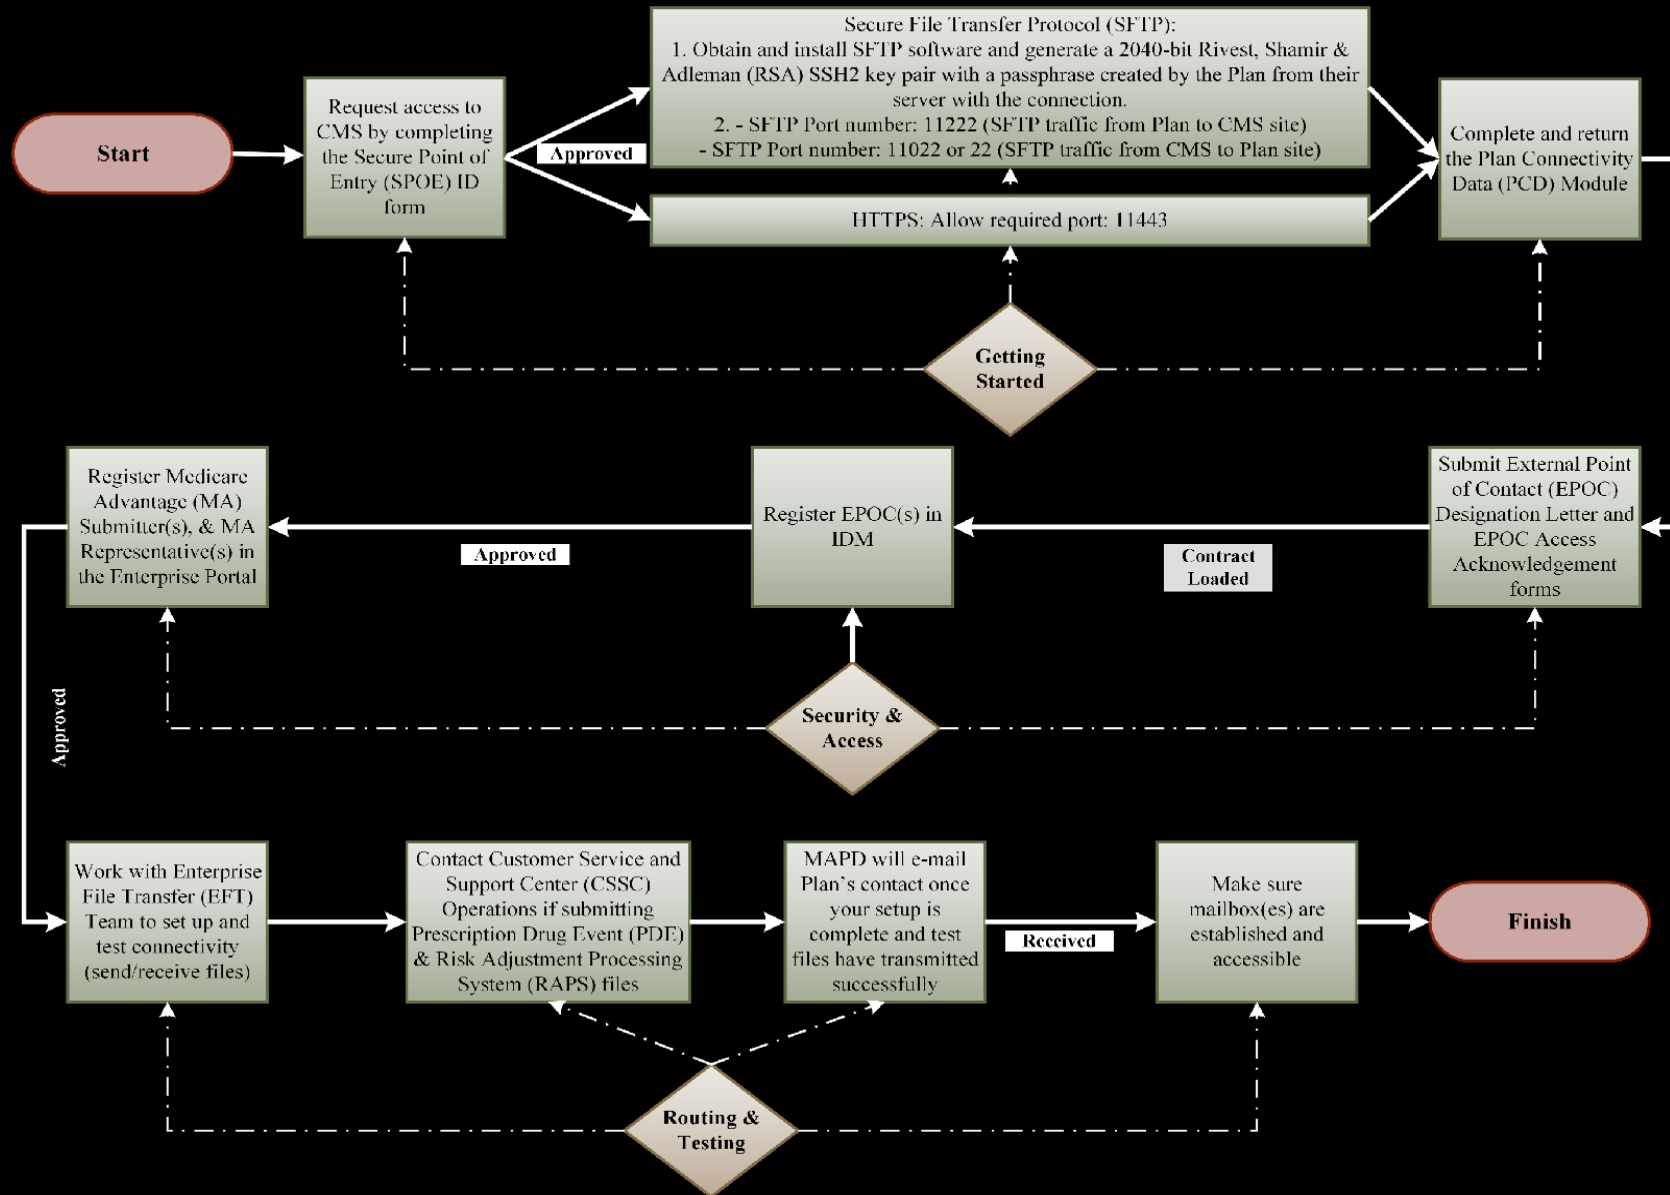 Start
Request access to
CMS by completing
the Secure Point of
Entry (SPOE) ID
form
Approved
Secure File Transfer Protocol (SFTP):
1. Obtain and install SFTP software and generate a 2040-bit Rivest, Shamir &
Adleman (RSA) SSH2 key pair with a passphrase created by the Plan from their
server with the connection.
2. - SFTP Port number: 11222 (SFTP traffic from Plan to CMS site)
- SFTP Port number: 11022 or 22 (SFTP traffic from CMS to Plan site)
HTTPS: Allow required port: 11443
Complete and return
the Plan Connectivity
Data (PCD) Module
Getting
Started
Submit External Point
of Contact (EPOC)
Designation Letter and
EPOC Access
Acknowledgement
forms
Contract
Loaded
Register EPOC(s) in
IDM
Approved
Register Medicare
Advantage (MA)
Submitter(s), & MA
Representative(s) in
the Enterprise Portal
Security &
Access
Approved
Work with Enterprise
File Transfer (EFT)
Team to set up and
test connectivity
(send/receive files)
Contact Customer Service and
Support Center (CSSC)
Operations if submitting
Prescription Drug Event (PDE)
& Risk Adjustment Processing
System (RAPS) files
MAPD will e-mail
Plan's contact once
your setup is
complete and test
files have transmitted
successfully
Received
Make sure
mailbox(es) are
established and
accessible
Finish
Routing &
Testing